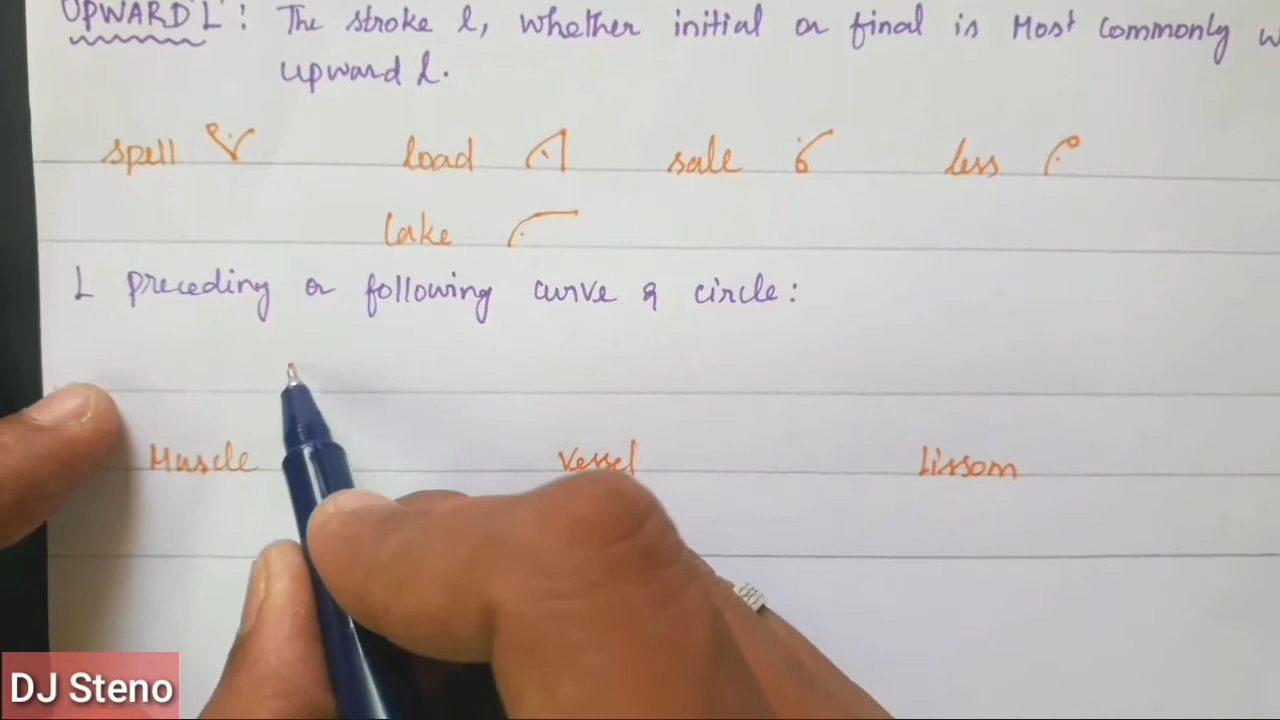 UPWARD 'L' : The stroke l, whether initial or final is Most commonly
upward l.
spell load sale less
lake
L preceding or following curve & circle :
Muscle Vessel Lissom
DJ Steno